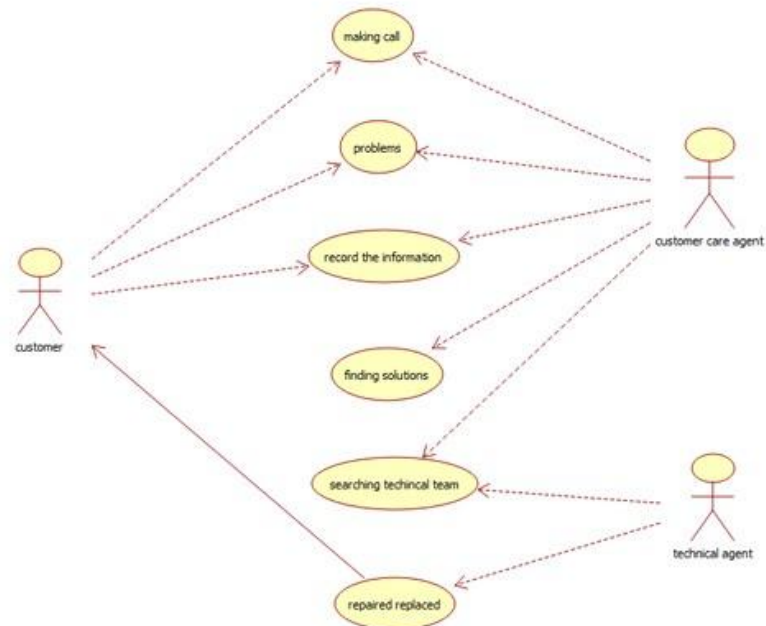 making call
problems
customer care agent
record the information
customer
finding solutions
searching techincal team
technical agent
repaired replaced